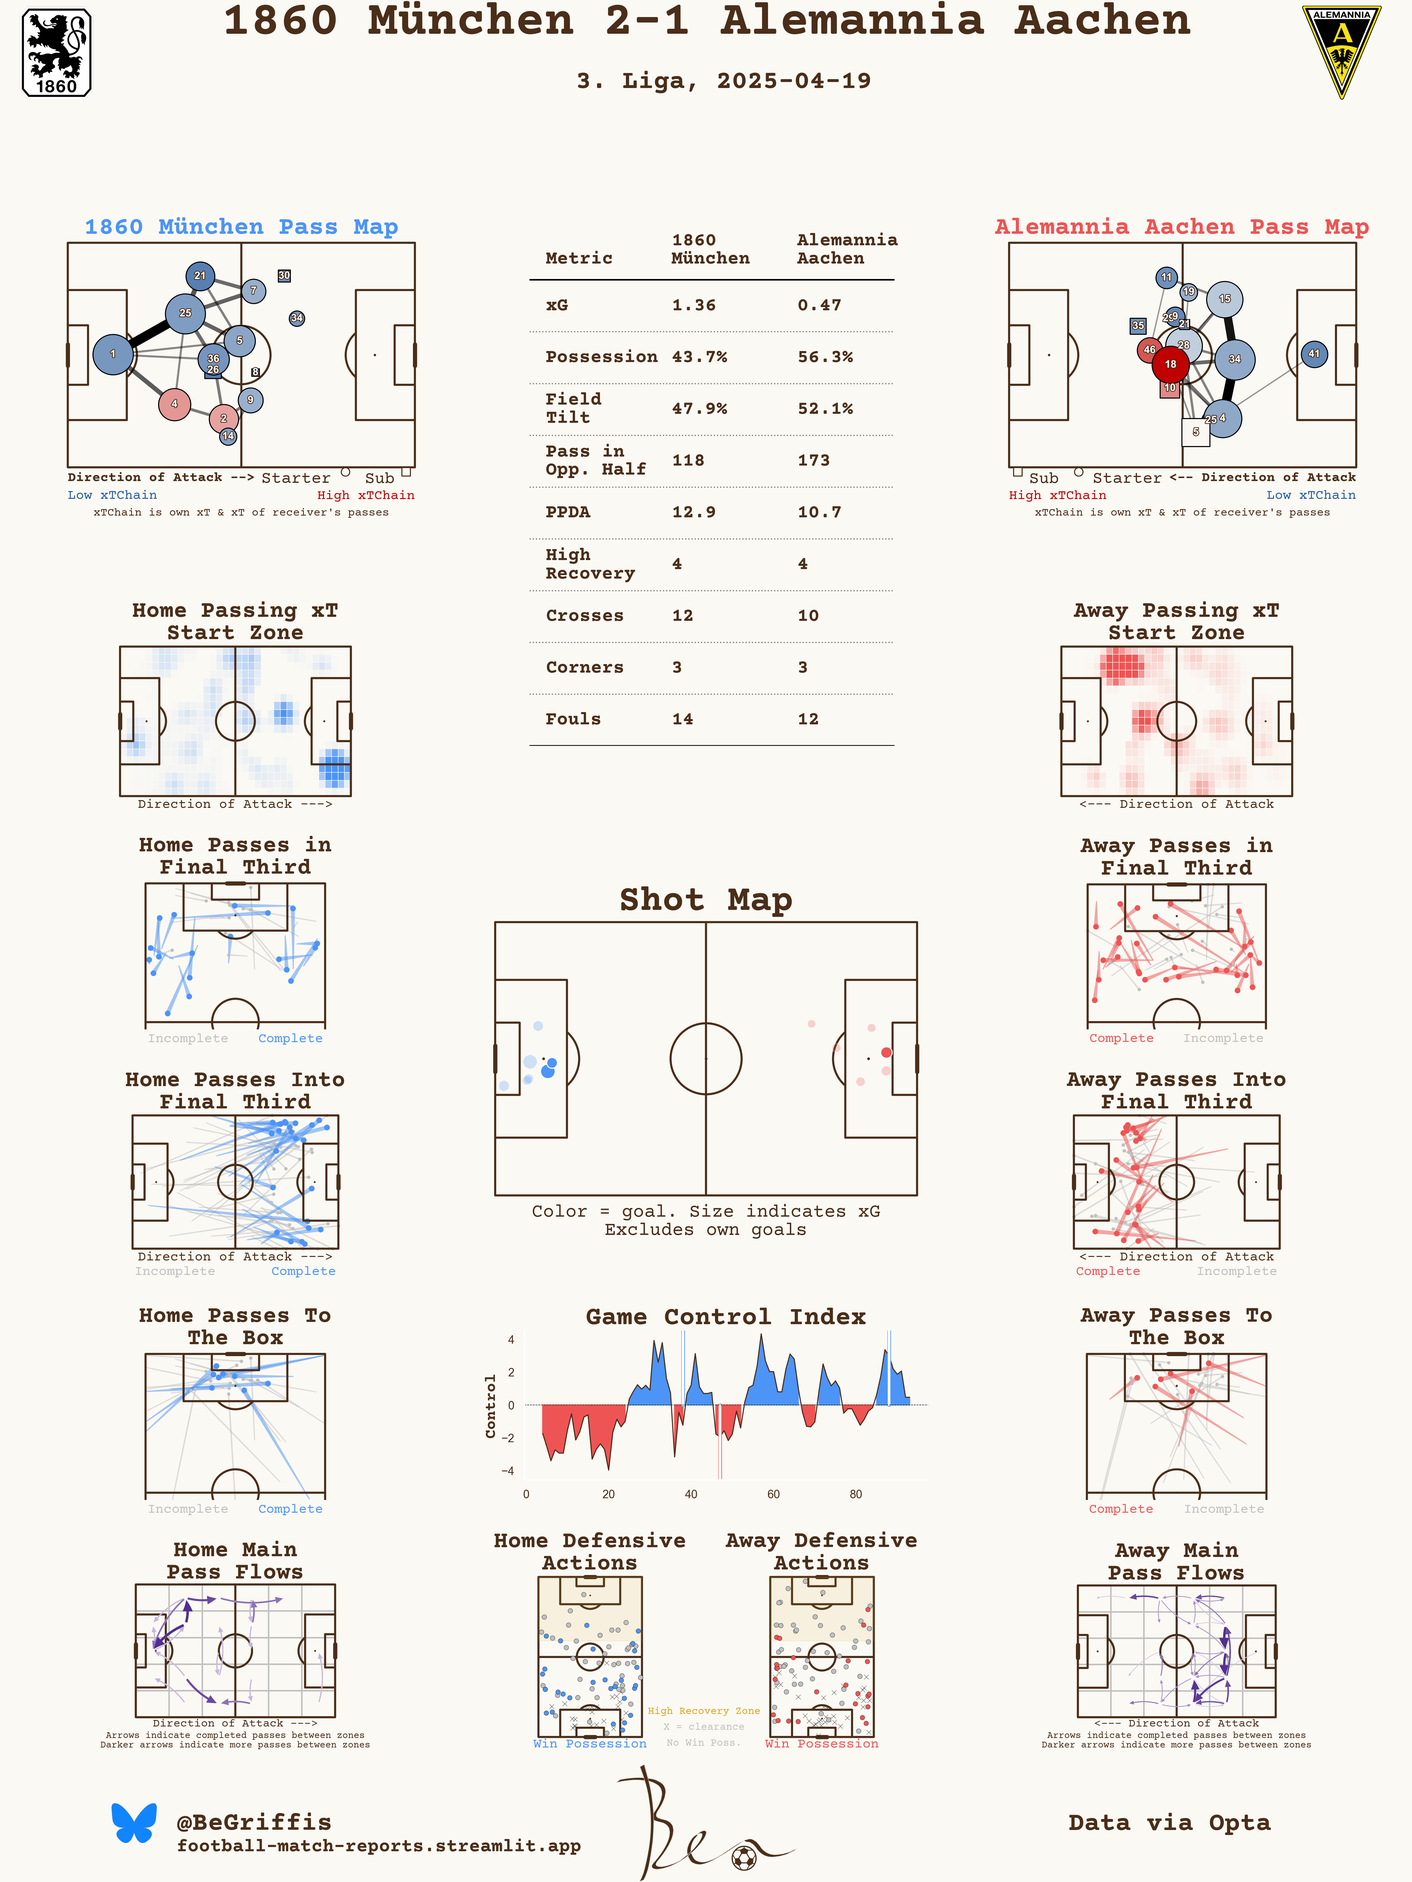 1860 München 2-1 Alemannia Aachen
3. Liga, 2025-04-19
1860
ALEMANNIA
A
1860 München Pass Map
21
30
7
25
34
5
1
36
26
8
9
4
2
14
Direction of Attack -->
Starter
Sub
Low xTChain
High xTChain
xTChain is own xT & xT of receiver's passes
Metric
1860 München
Alemannia Aachen
xG 1.36 0.47
Possession 43.7% 56.3%
Field Tilt 47.9% 52.1%
Pass in Opp. Half 118 173
PPDA 12.9 10.7
High Recovery 4 4
Crosses 12 10
Corners 3 3
Fouls 14 12
Alemannia Aachen Pass Map
11
19
15
9
35
21
28
46
34
41
18
10
25
4
5
Sub
Starter
<-- Direction of Attack
High xTChain
Low xTChain
xTChain is own xT & xT of receiver's passes
Home Passing xT
Start Zone
Direction of Attack --->
Away Passing xT
Start Zone
<--- Direction of Attack
Home Passes in
Final Third
Incomplete
Complete
Away Passes in
Final Third
Complete
Incomplete
Shot Map
Color = goal. Size indicates xG
Excludes own goals
Home Passes Into
Final Third
Direction of Attack --->
Incomplete
Complete
Away Passes Into
Final Third
<--- Direction of Attack
Complete
Incomplete
Home Passes To
The Box
Incomplete
Complete
Game Control Index
Control
4
2
0
−2
−4
0
20
40
60
80
Away Passes To
The Box
Complete
Incomplete
Home Main
Pass Flows
Direction of Attack --->
Arrows indicate completed passes between zones
Darker arrows indicate more passes between zones
Home Defensive
Actions
Win Possession
Away Defensive
Actions
Win Possession
High Recovery Zone
X = clearance
No Win Poss.
Away Main
Pass Flows
<--- Direction of Attack
Arrows indicate completed passes between zones
Darker arrows indicate more passes between zones
@BeGriffis
football-match-reports.streamlit.app
Ben
Data via Opta